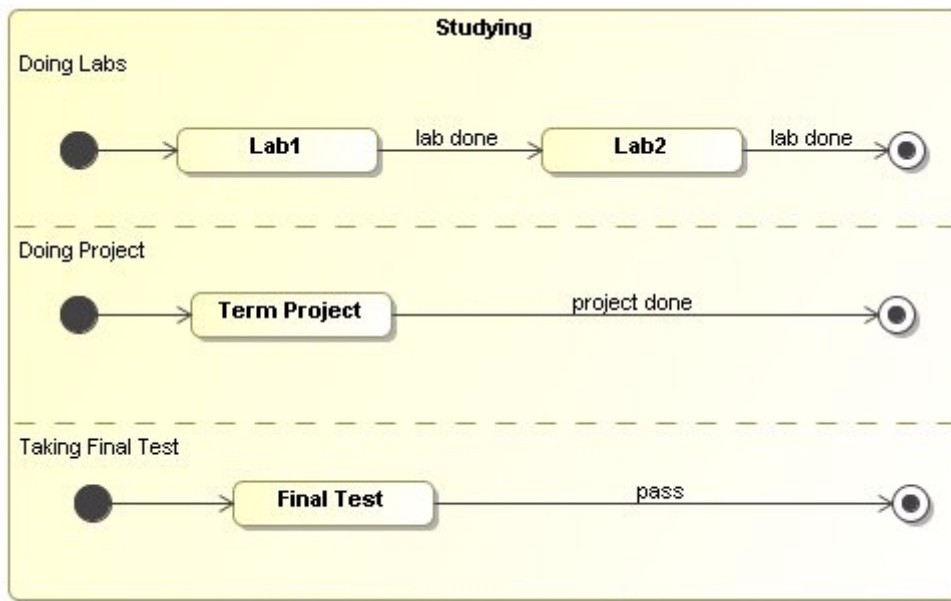 Studying
Doing Labs
Lab1
lab done
Lab2
lab done
Doing Project
Term Project
project done
Taking Final Test
Final Test
pass